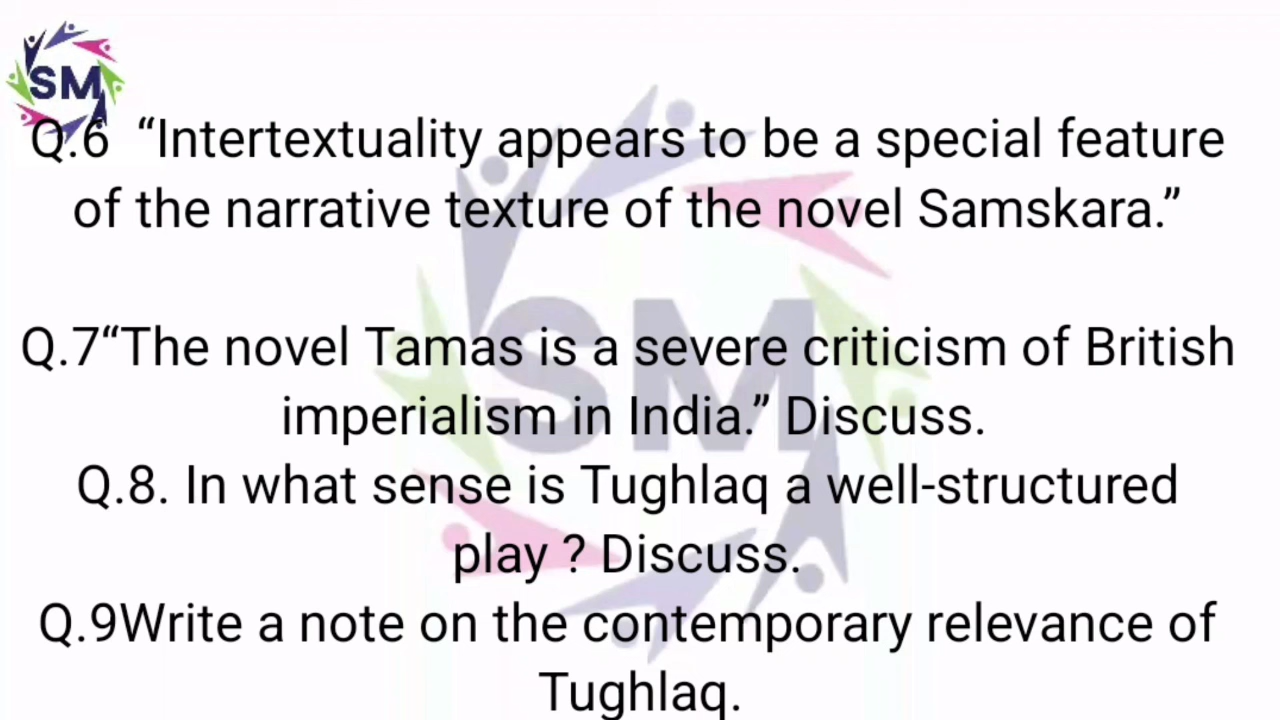 SM
Q.6 “Intertextuality appears to be a special feature
of the narrative texture of the novel Samskara.”
Q.7“The novel Tamas is a severe criticism of British
imperialism in India.” Discuss.
Q.8. In what sense is Tughlaq a well-structured
play ? Discuss.
Q.9Write a note on the contemporary relevance of
Tughlaq.
SM